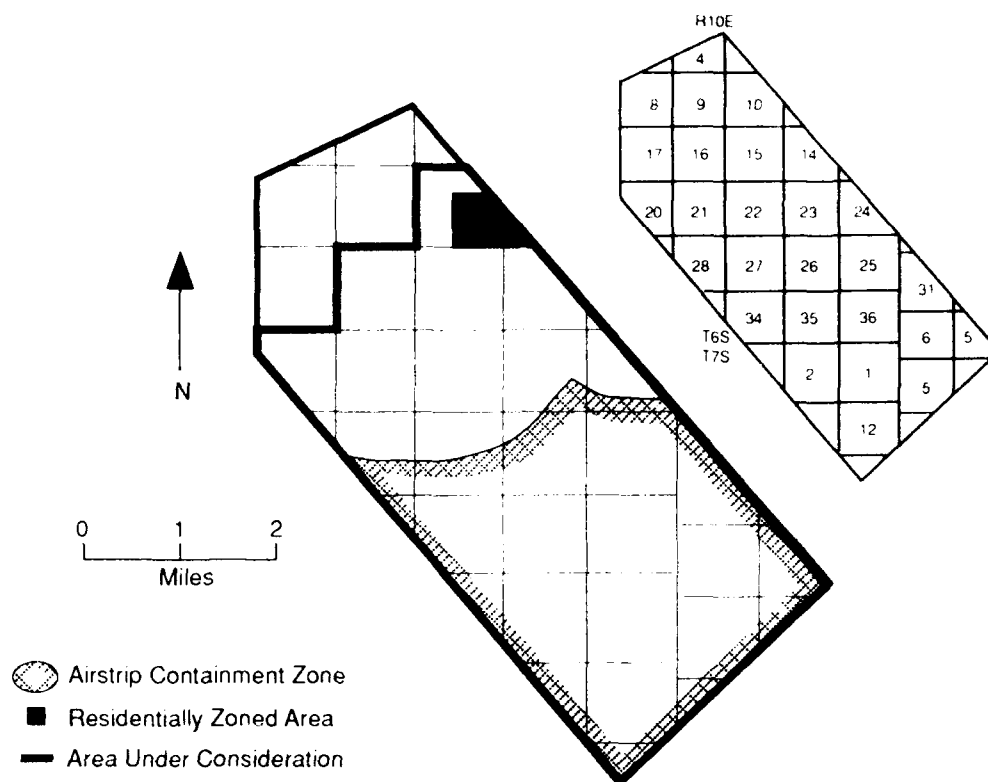 R10E
4
8 9 10
17 16 15 14
20 21 22 23 24
28 27 26 25
31
34 35 36
T6S
6 5
T7S
2 1 5
12
N
0 1 2
Miles
Airstrip Containment Zone
Residentially Zoned Area
Area Under Consideration